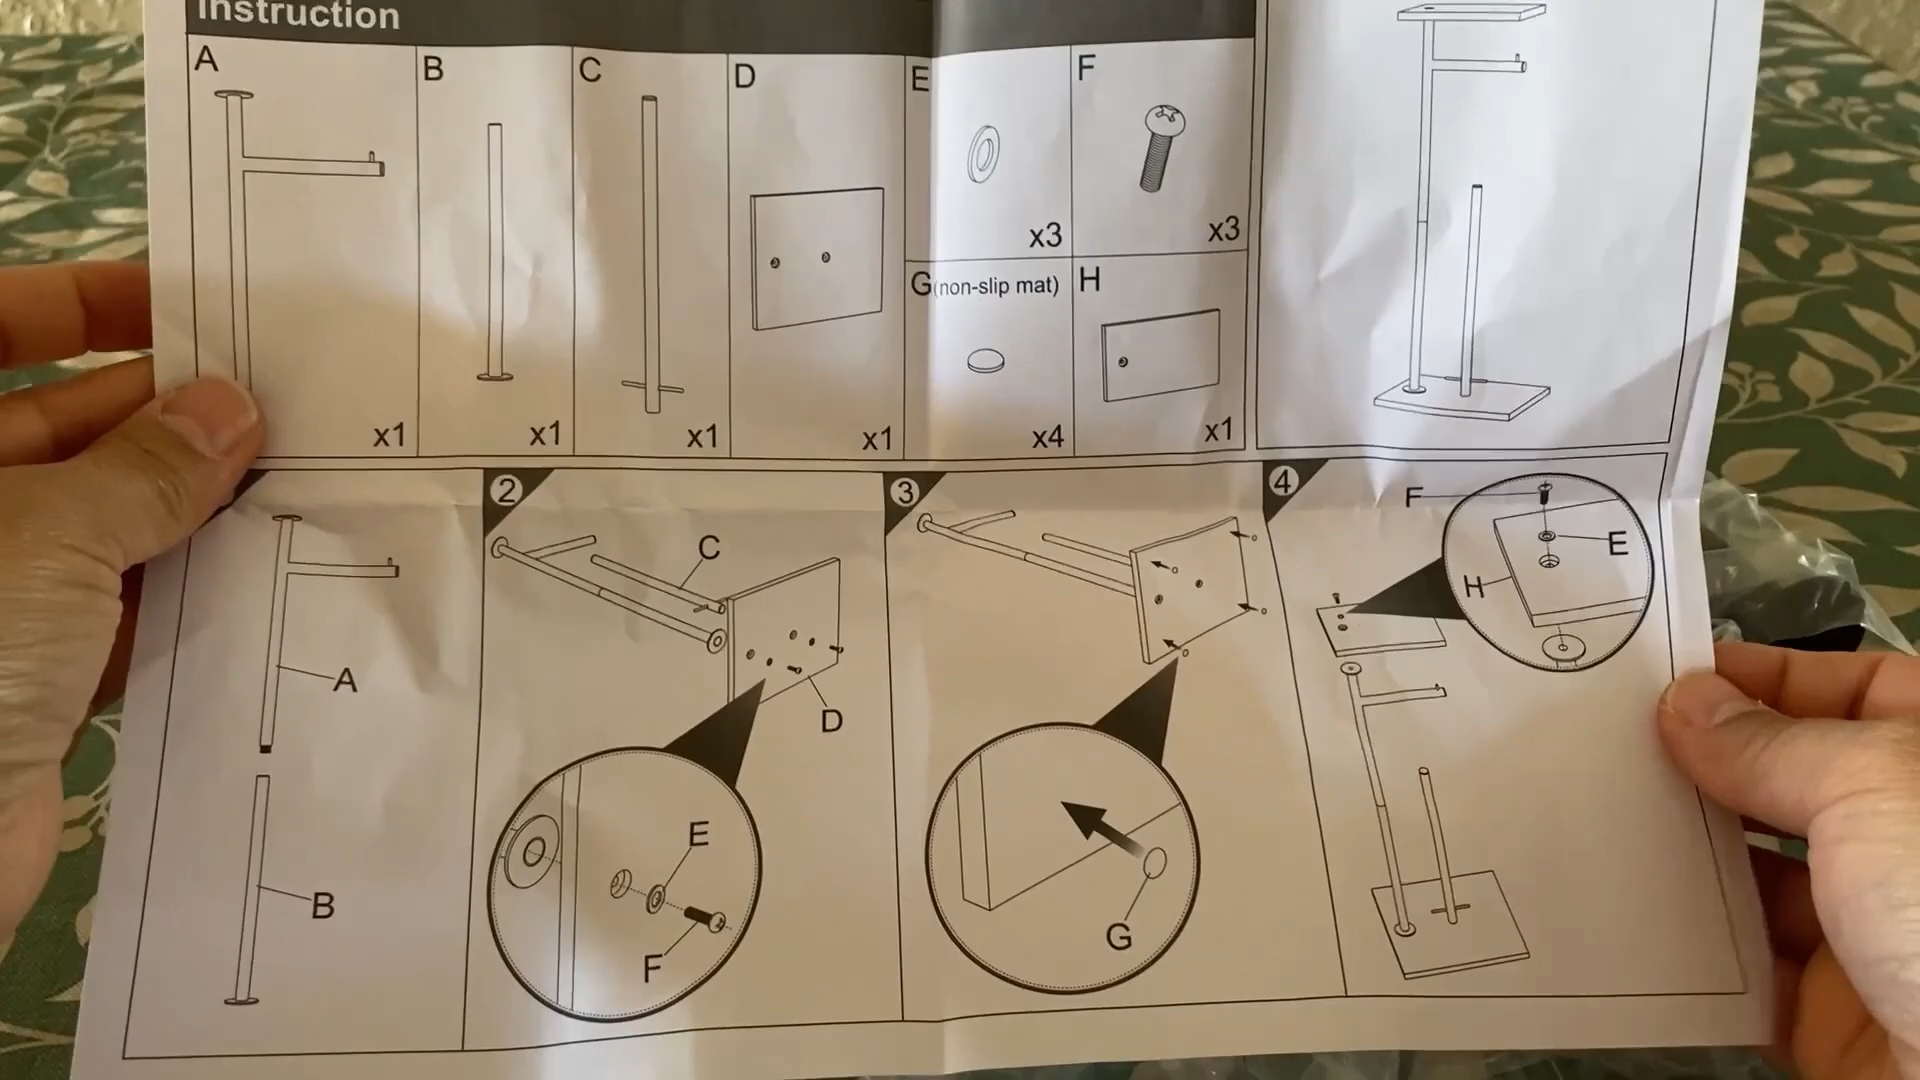 Instruction
A
B
C
D
E
F
x3
x3
G(non-slip mat)
H
x1
x1
x1
x1
x4
x1
2
3
4
A
B
C
D
E
F
G
F
E
H